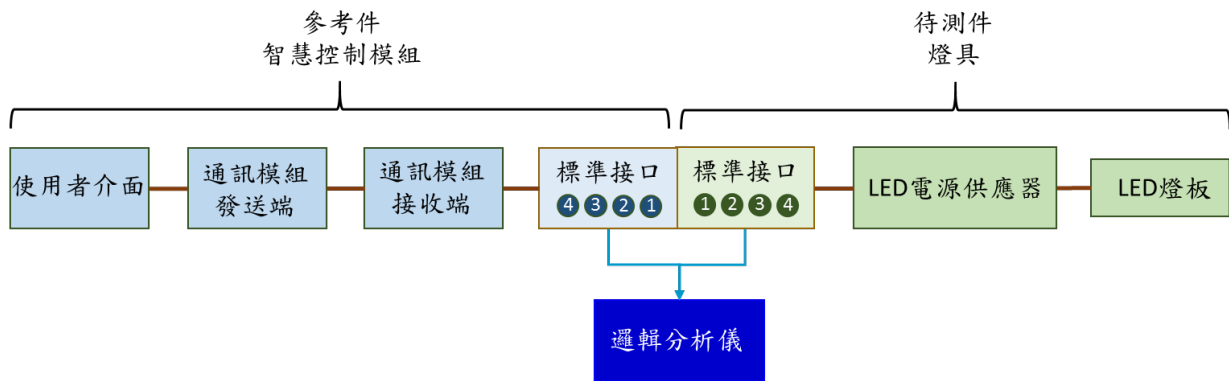 參考件
智慧控制模組
待測件
燈具
使用者介面
通訊模組
發送端
通訊模組
接收端
標準接口
4 3 2 1
標準接口
1 2 3 4
LED電源供應器
LED燈板
邏輯分析儀